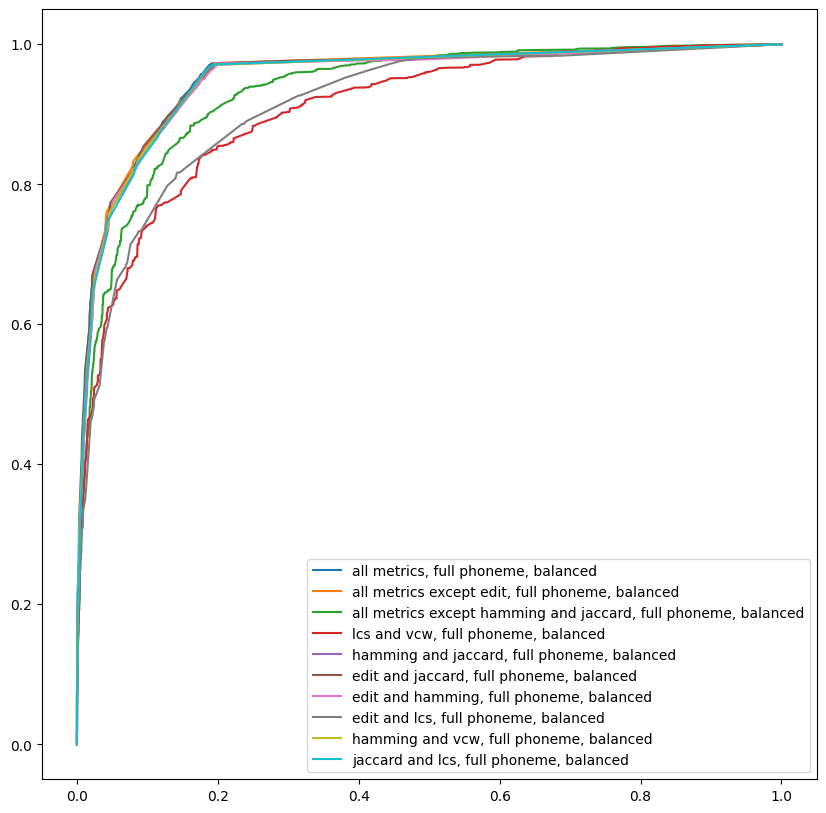 1.0
0.8
0.6
0.4
0.2
0.0
all metrics, full phoneme, balanced
all metrics except edit, full phoneme, balanced
all metrics except hamming and jaccard, full phoneme, balanced
lcs and vcw, full phoneme, balanced
hamming and jaccard, full phoneme, balanced
edit and jaccard, full phoneme, balanced
edit and hamming, full phoneme, balanced
edit and lcs, full phoneme, balanced
hamming and vcw, full phoneme, balanced
jaccard and lcs, full phoneme, balanced
0.0 0.2 0.4 0.6 0.8 1.0